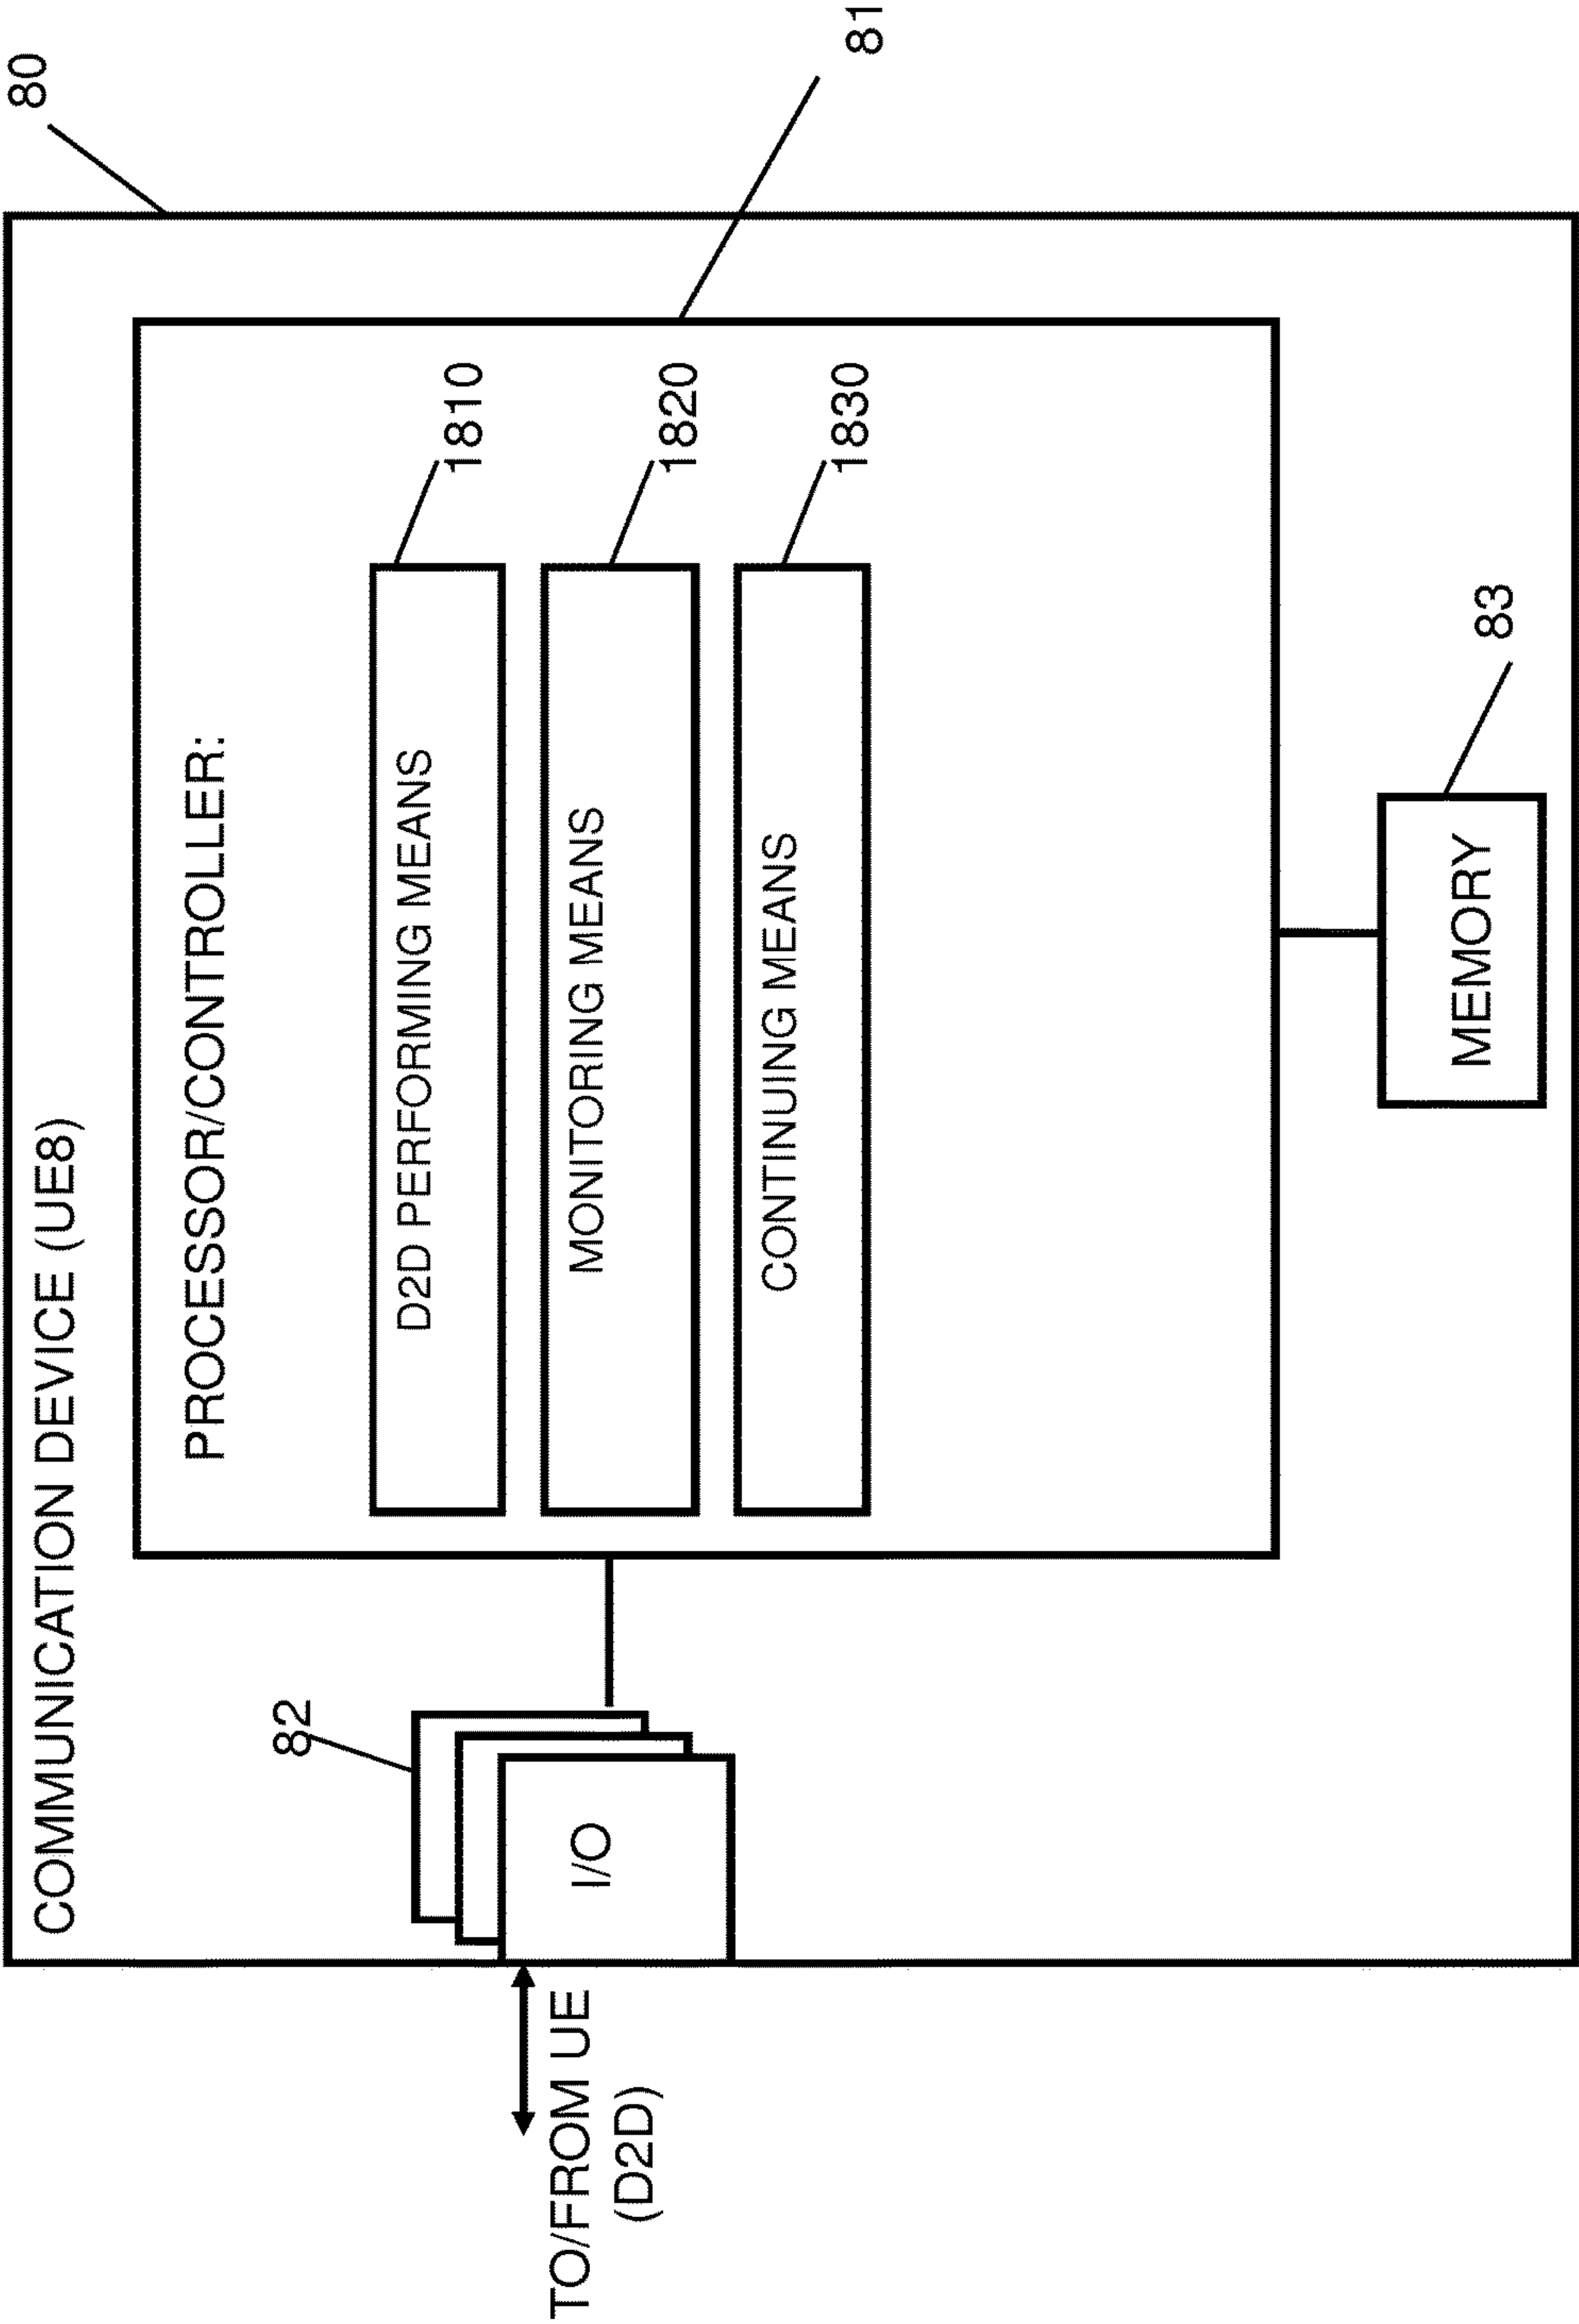 COMMUNICATION DEVICE (UE8)
80
PROCESSOR/CONTROLLER:
81
D2D PERFORMING MEANS
1810
MONITORING MEANS
1820
CONTINUING MEANS
1830
82
I/O
TO/FROM UE
(D2D)
MEMORY
83